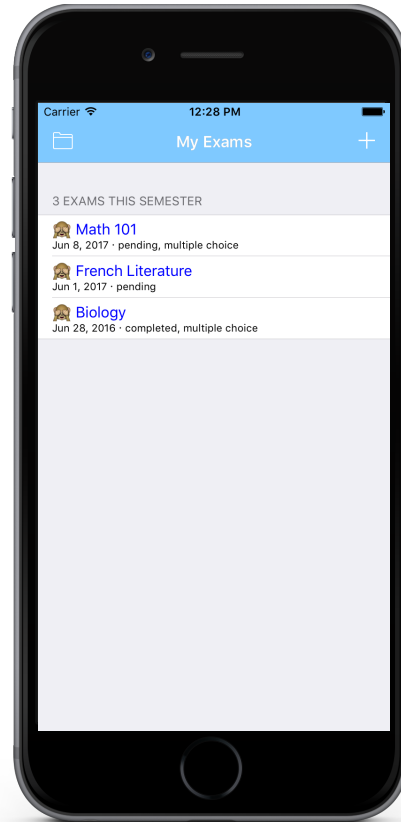 Carrier 12:28 PM
My Exams
3 EXAMS THIS SEMESTER
Math 101
Jun 8, 2017 · pending, multiple choice
French Literature
Jun 1, 2017 · pending
Biology
Jun 28, 2016 · completed, multiple choice